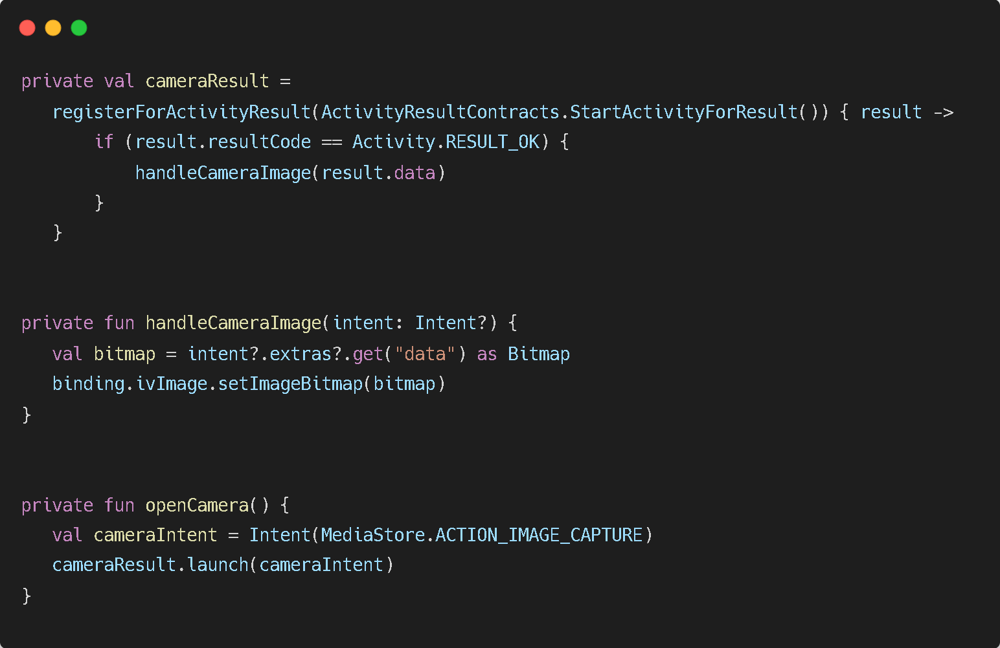 private val cameraResult =
   registerForActivityResult(ActivityResultContracts.StartActivityForResult()) { result ->
       if (result.resultCode == Activity.RESULT_OK) {
           handleCameraImage(result.data)
       }
   }
private fun handleCameraImage(intent: Intent?) {
   val bitmap = intent?.extras?.get("data") as Bitmap
   binding.ivImage.setImageBitmap(bitmap)
}
private fun openCamera() {
   val cameraIntent = Intent(MediaStore.ACTION_IMAGE_CAPTURE)
   cameraResult.launch(cameraIntent)
}